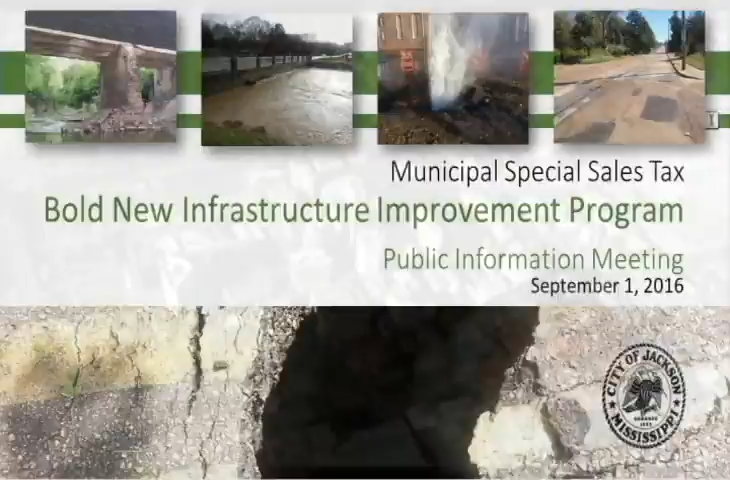 Municipal Special Sales Tax
Bold New Infrastructure Improvement Program
Public Information Meeting
September 1, 2016
CITY OF JACKSON
MISSISSIPPI